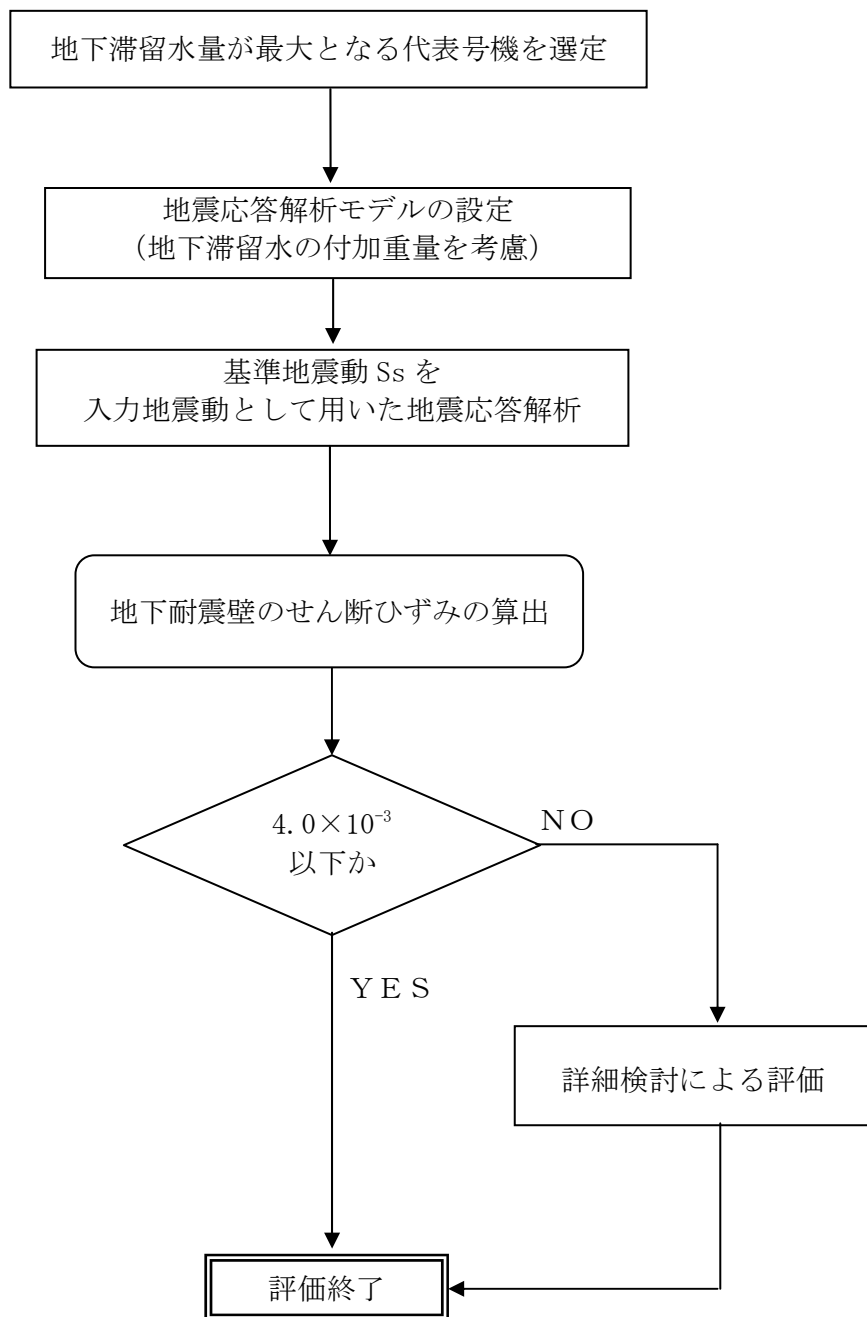 地下滞留水量が最大となる代表号機を選定
地震応答解析モデルの設定
（地下滞留水の付加重量を考慮）
基準地震動 Ss を
入力地震動として用いた地震応答解析
地下耐震壁のせん断ひずみの算出
4.0×10⁻³
以下か
ＮＯ
ＹＥＳ
詳細検討による評価
評価終了